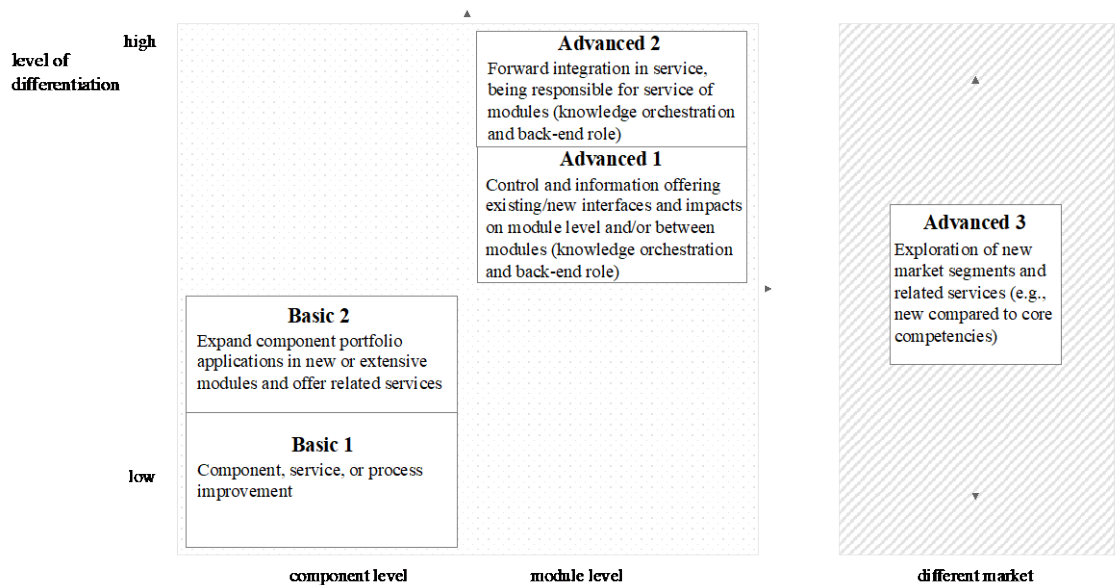 high
level of
differentiation
Advanced 2
Forward integration in service,
being responsible for service of
modules (knowledge orchestration
and back-end role)
Advanced 1
Control and information offering
existing/new interfaces and impacts
on module level and/or between
modules (knowledge orchestration
and back-end role)
Advanced 3
Exploration of new
market segments and
related services (e.g.,
new compared to core
competencies)
Basic 2
Expand component portfolio
applications in new or extensive
modules and offer related services
Basic 1
Component, service, or process
improvement
low
component level
module level
different market